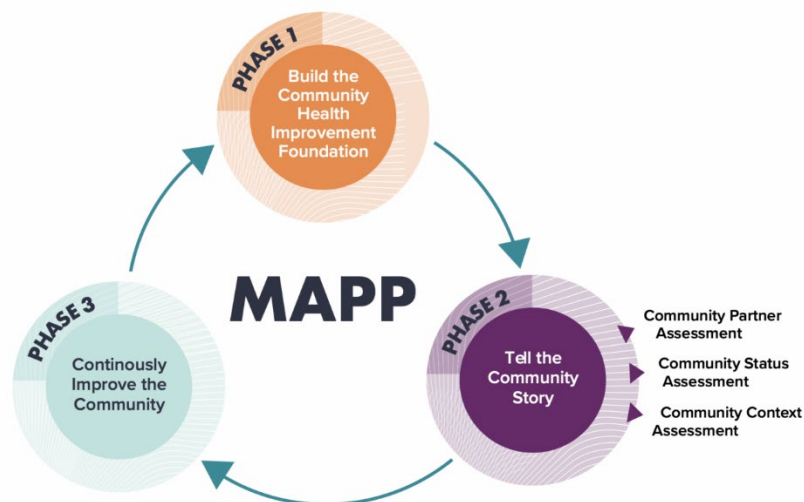 PHASE 1
Build the
Community
Health
Improvement
Foundation
MAPP
PHASE 2
Tell the
Community
Story
Community Partner
Assessment
Community Status
Assessment
Community Context
Assessment
PHASE 3
Continously
Improve the
Community